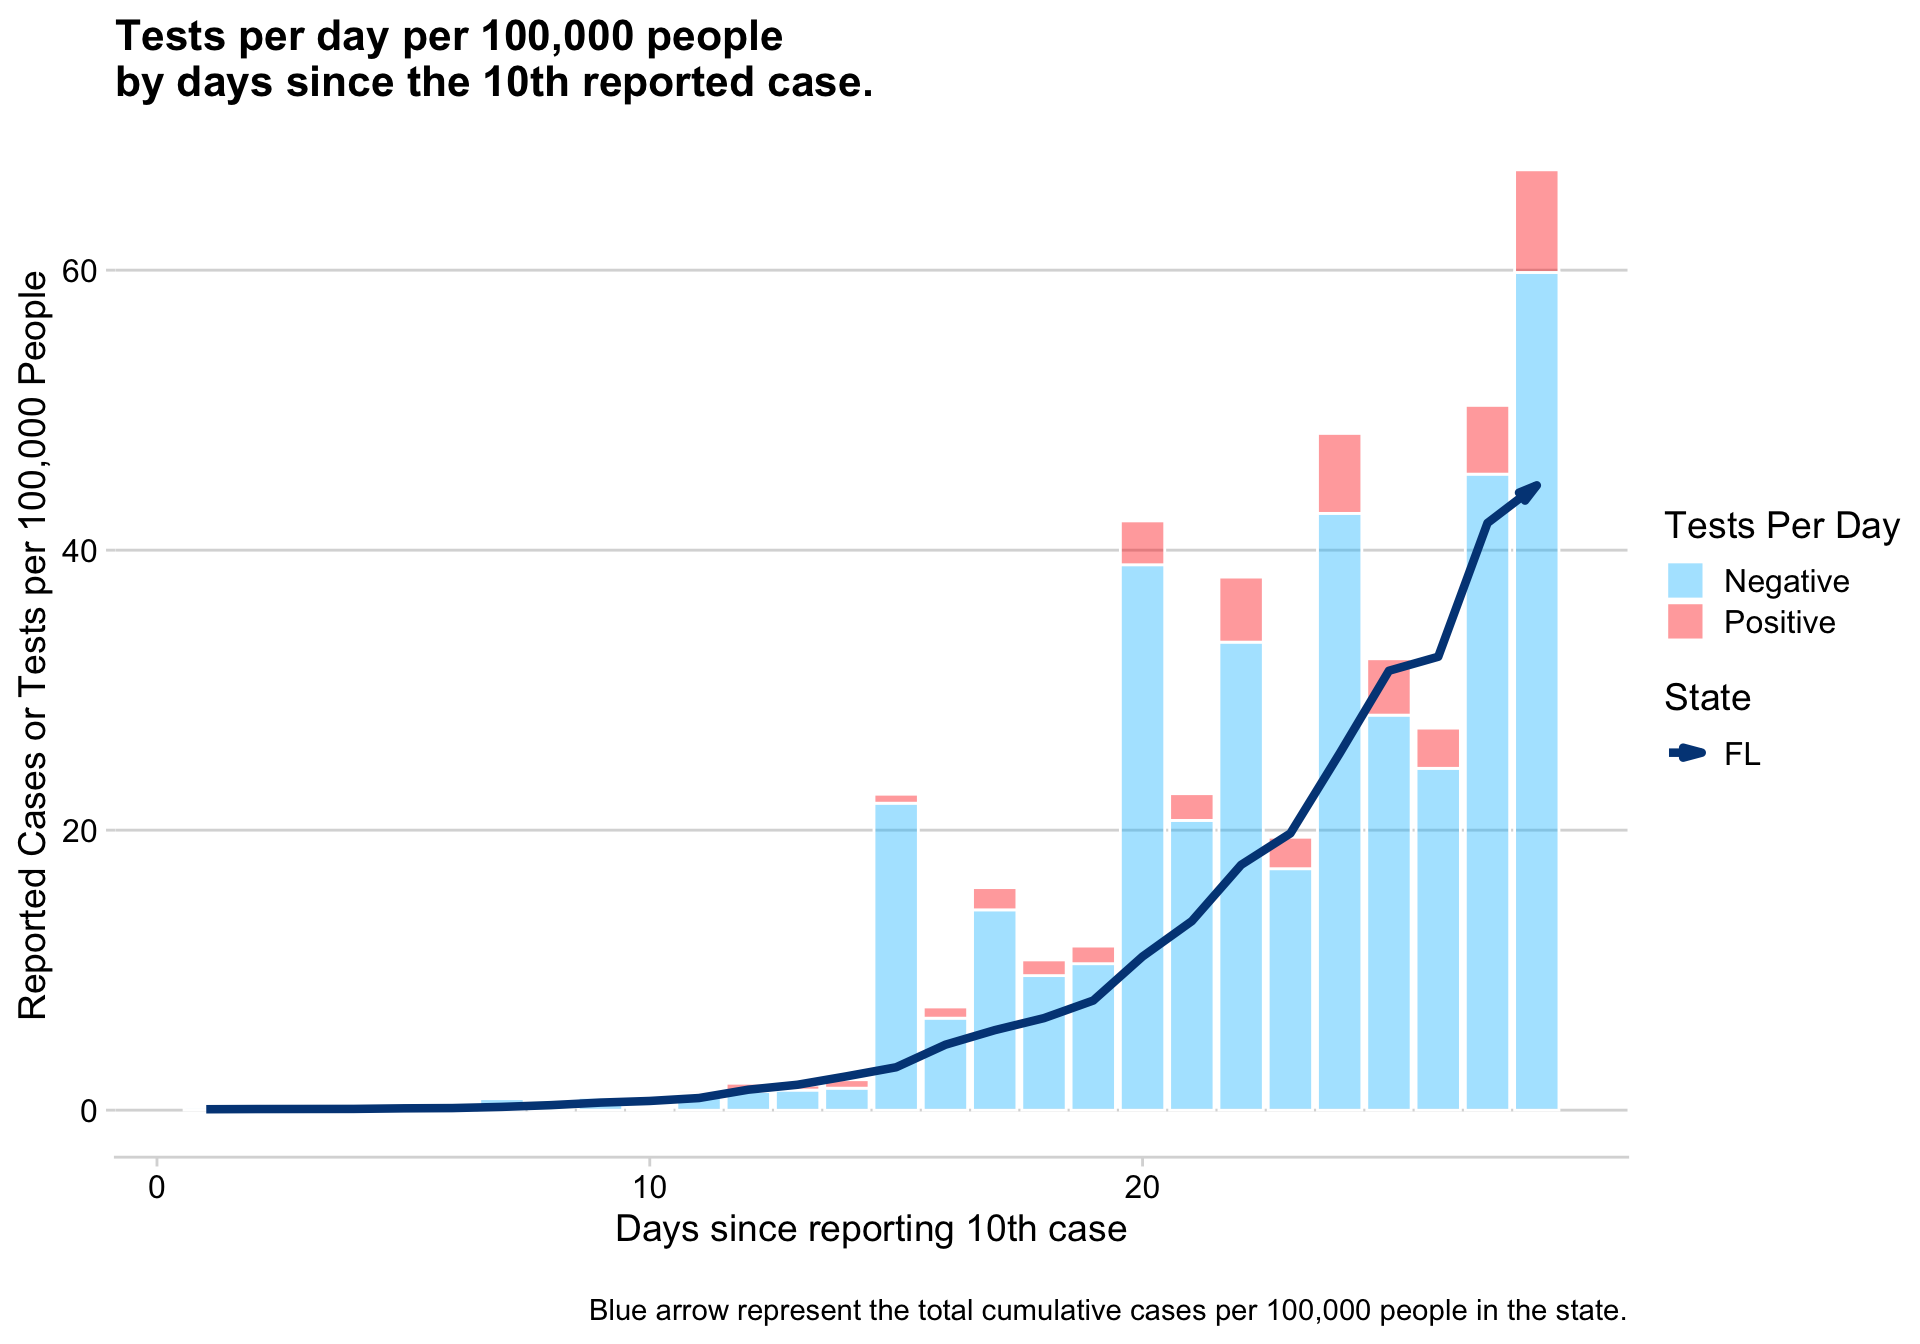 Tests per day per 100,000 people
by days since the 10th reported case.
Reported Cases or Tests per 100,000 People
60
40
20
0
0
10
20
Days since reporting 10th case
Tests Per Day
Negative
Positive
State
FL
Blue arrow represent the total cumulative cases per 100,000 people in the state.